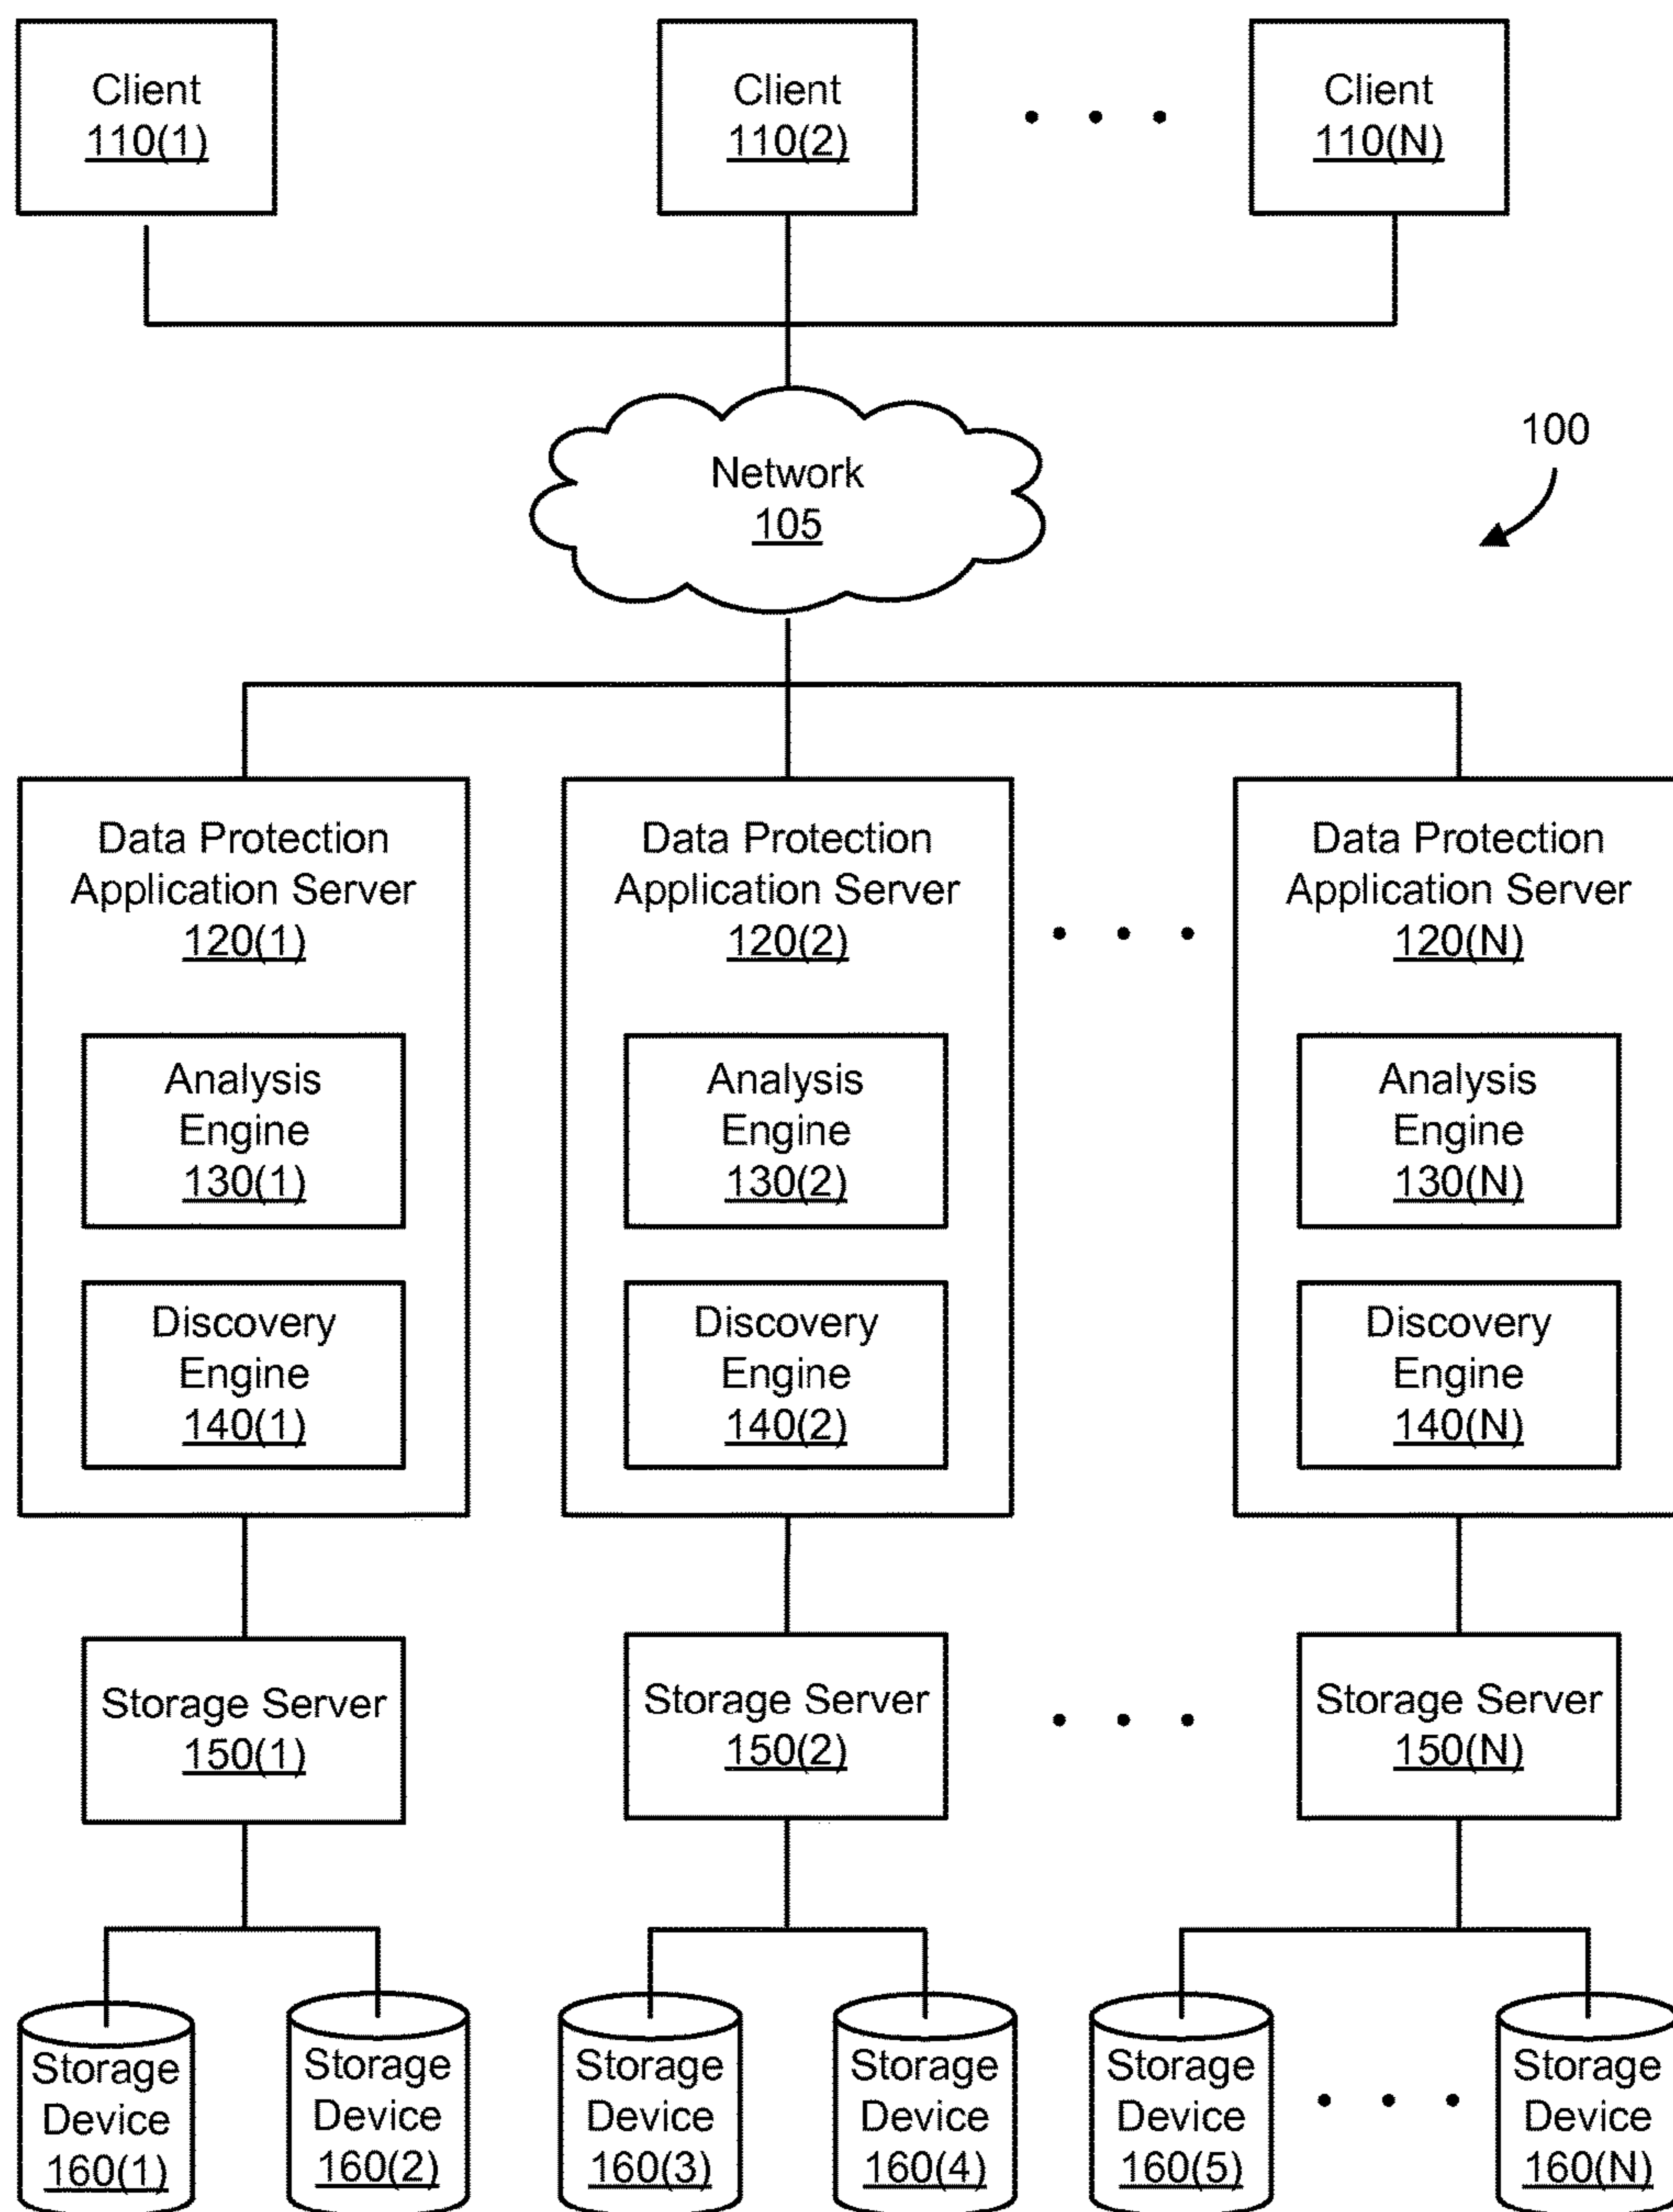 Client
110(1)
Client
110(2)
Client
110(N)
Network
105
100
Data Protection
Application Server
120(1)
Analysis
Engine
130(1)
Discovery
Engine
140(1)
Data Protection
Application Server
120(2)
Analysis
Engine
130(2)
Discovery
Engine
140(2)
Data Protection
Application Server
120(N)
Analysis
Engine
130(N)
Discovery
Engine
140(N)
Storage Server
150(1)
Storage Server
150(2)
Storage Server
150(N)
Storage
Device
160(1)
Storage
Device
160(2)
Storage
Device
160(3)
Storage
Device
160(4)
Storage
Device
160(5)
Storage
Device
160(N)